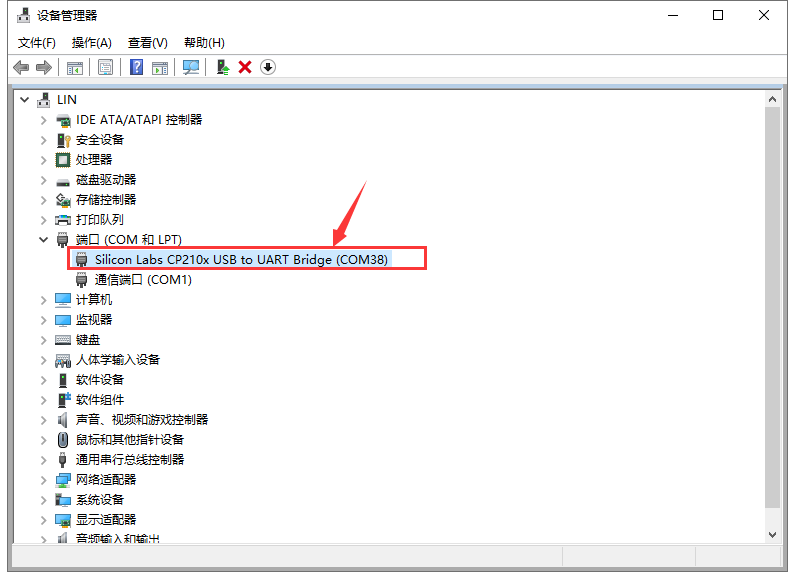 设备管理器
文件(F) 操作(A) 查看(V) 帮助(H)
LIN
IDE ATA/ATAPI 控制器
安全设备
处理器
磁盘驱动器
存储控制器
打印队列
端口 (COM 和 LPT)
Silicon Labs CP210x USB to UART Bridge (COM38)
通信端口 (COM1)
计算机
监视器
键盘
人体学输入设备
软件设备
软件组件
声音、视频和游戏控制器
鼠标和其他指针设备
通用串行总线控制器
网络适配器
系统设备
显示适配器
音频输入和输出